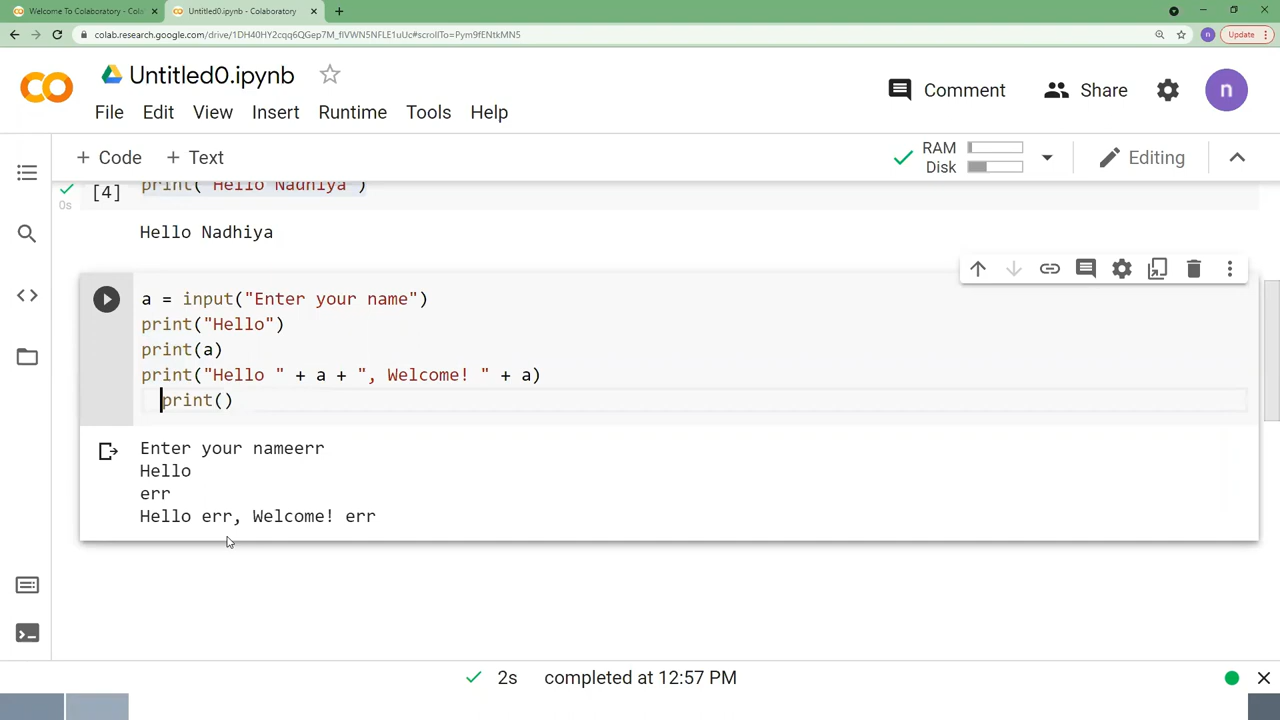 Welcome To Colaboratory - Cola
Untitled0.ipynb - Colaboratory
colab.research.google.com/drive/1DH40HY2cqq6QGep7M_flVWN5NFLE1uUc#scrollTo=Pym9fENtkMN5
n
Update
Untitled0.ipynb
Comment
Share
n
File Edit View Insert Runtime Tools Help
+ Code + Text
RAM
Disk
Editing
[4] print("Hello Nadhiya")
0s
Hello Nadhiya
a = input("Enter your name")
print("Hello")
print(a)
print("Hello " + a + ", Welcome! " + a)
print()
Enter your nameerr
Hello
err
Hello err, Welcome! err
2s completed at 12:57 PM